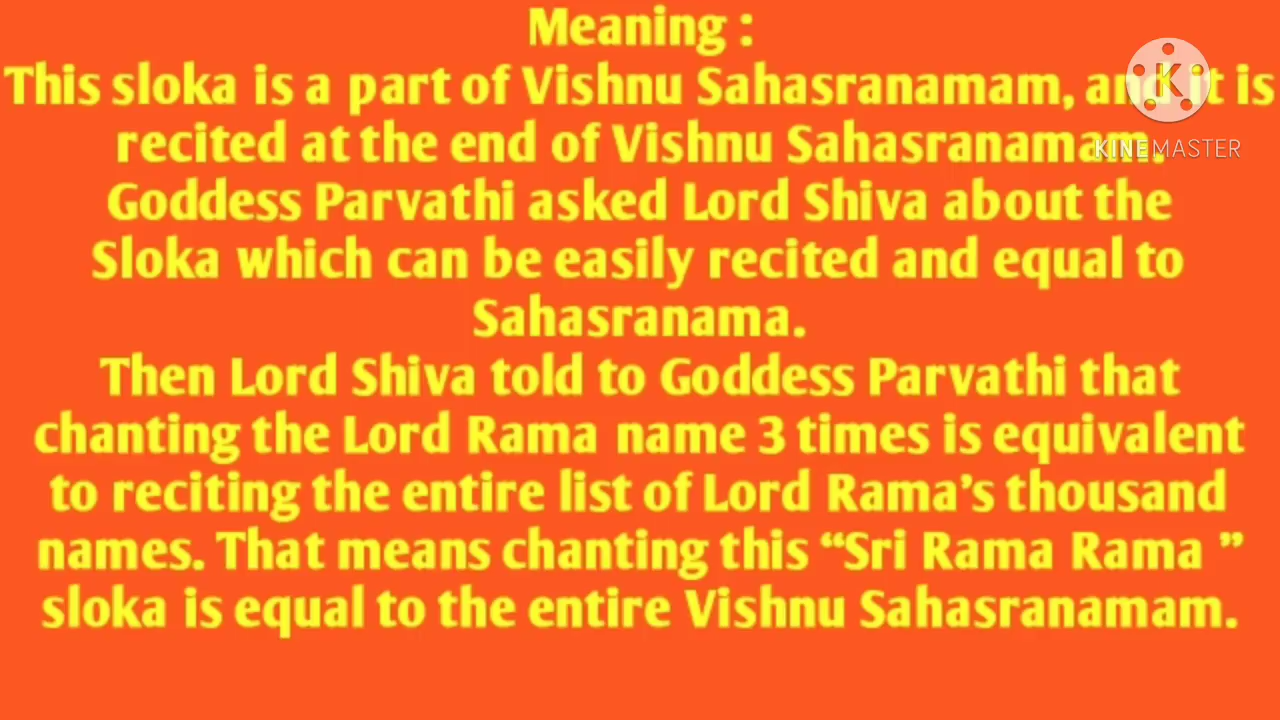 Meaning :
This sloka is a part of Vishnu Sahasranamam, and it is
recited at the end of Vishnu Sahasranamam.
KINEMASTER
Goddess Parvathi asked Lord Shiva about the
Sloka which can be easily recited and equal to
Sahasranama.
Then Lord Shiva told to Goddess Parvathi that
chanting the Lord Rama name 3 times is equivalent
to reciting the entire list of Lord Rama’s thousand
names. That means chanting this “Sri Rama Rama ”
sloka is equal to the entire Vishnu Sahasranamam.